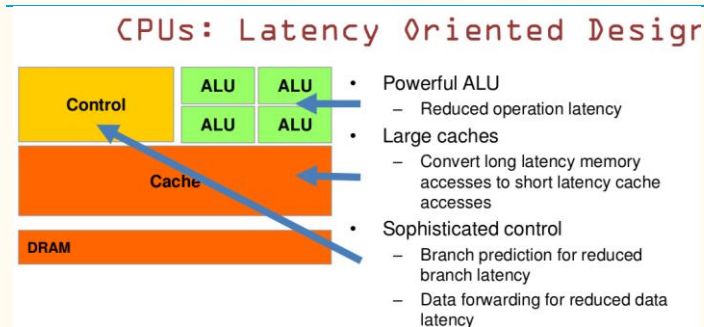 CPUs: Latency Oriented Design
Control
ALU ALU
ALU ALU
Cache
DRAM
• Powerful ALU
– Reduced operation latency
• Large caches
– Convert long latency memory
accesses to short latency cache
accesses
• Sophisticated control
– Branch prediction for reduced
branch latency
– Data forwarding for reduced data
latency